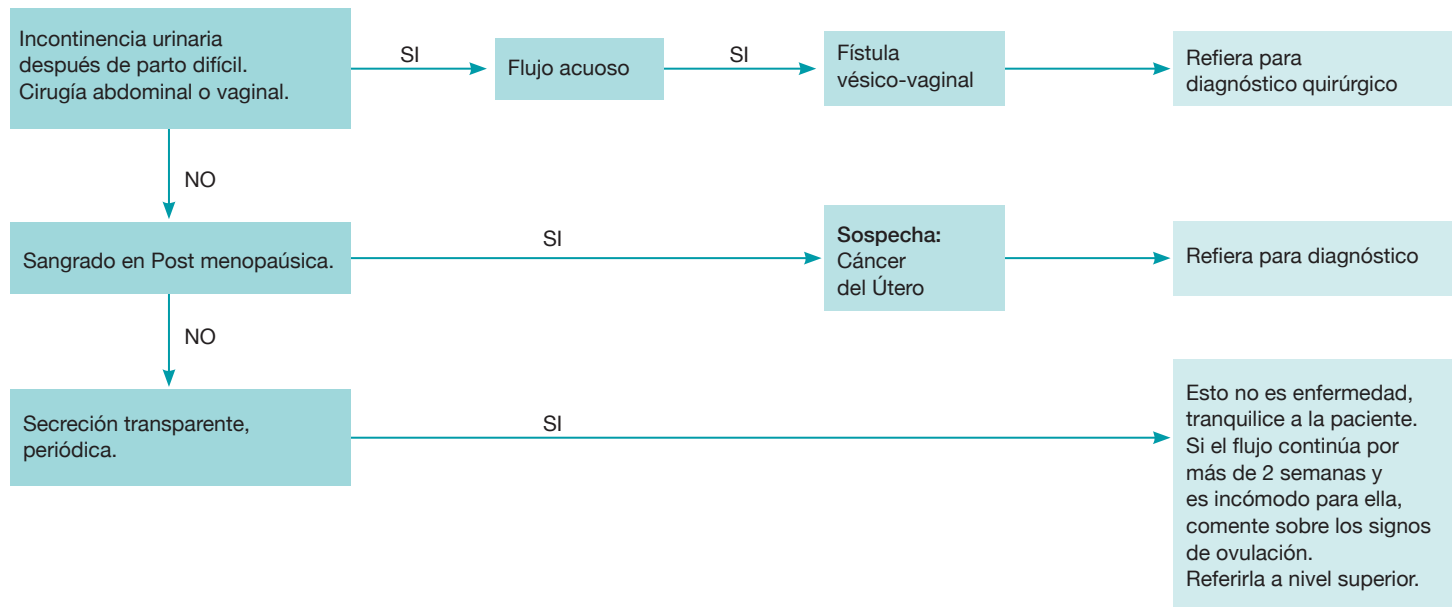 Incontinencia urinaria
después de parto difícil.
Cirugía abdominal o vaginal.
SI
Flujo acuoso
SI
Fístula
vésico-vaginal
Refiera para
diagnóstico quirúrgico
NO
Sangrado en Post menopaúsica.
SI
Sospecha:
Cáncer
del Útero
Refiera para diagnóstico
NO
Secreción transparente,
periódica.
SI
Esto no es enfermedad,
tranquilice a la paciente.
Si el flujo continúa por
más de 2 semanas y
es incómodo para ella,
comente sobre los signos
de ovulación.
Referirla a nivel superior.